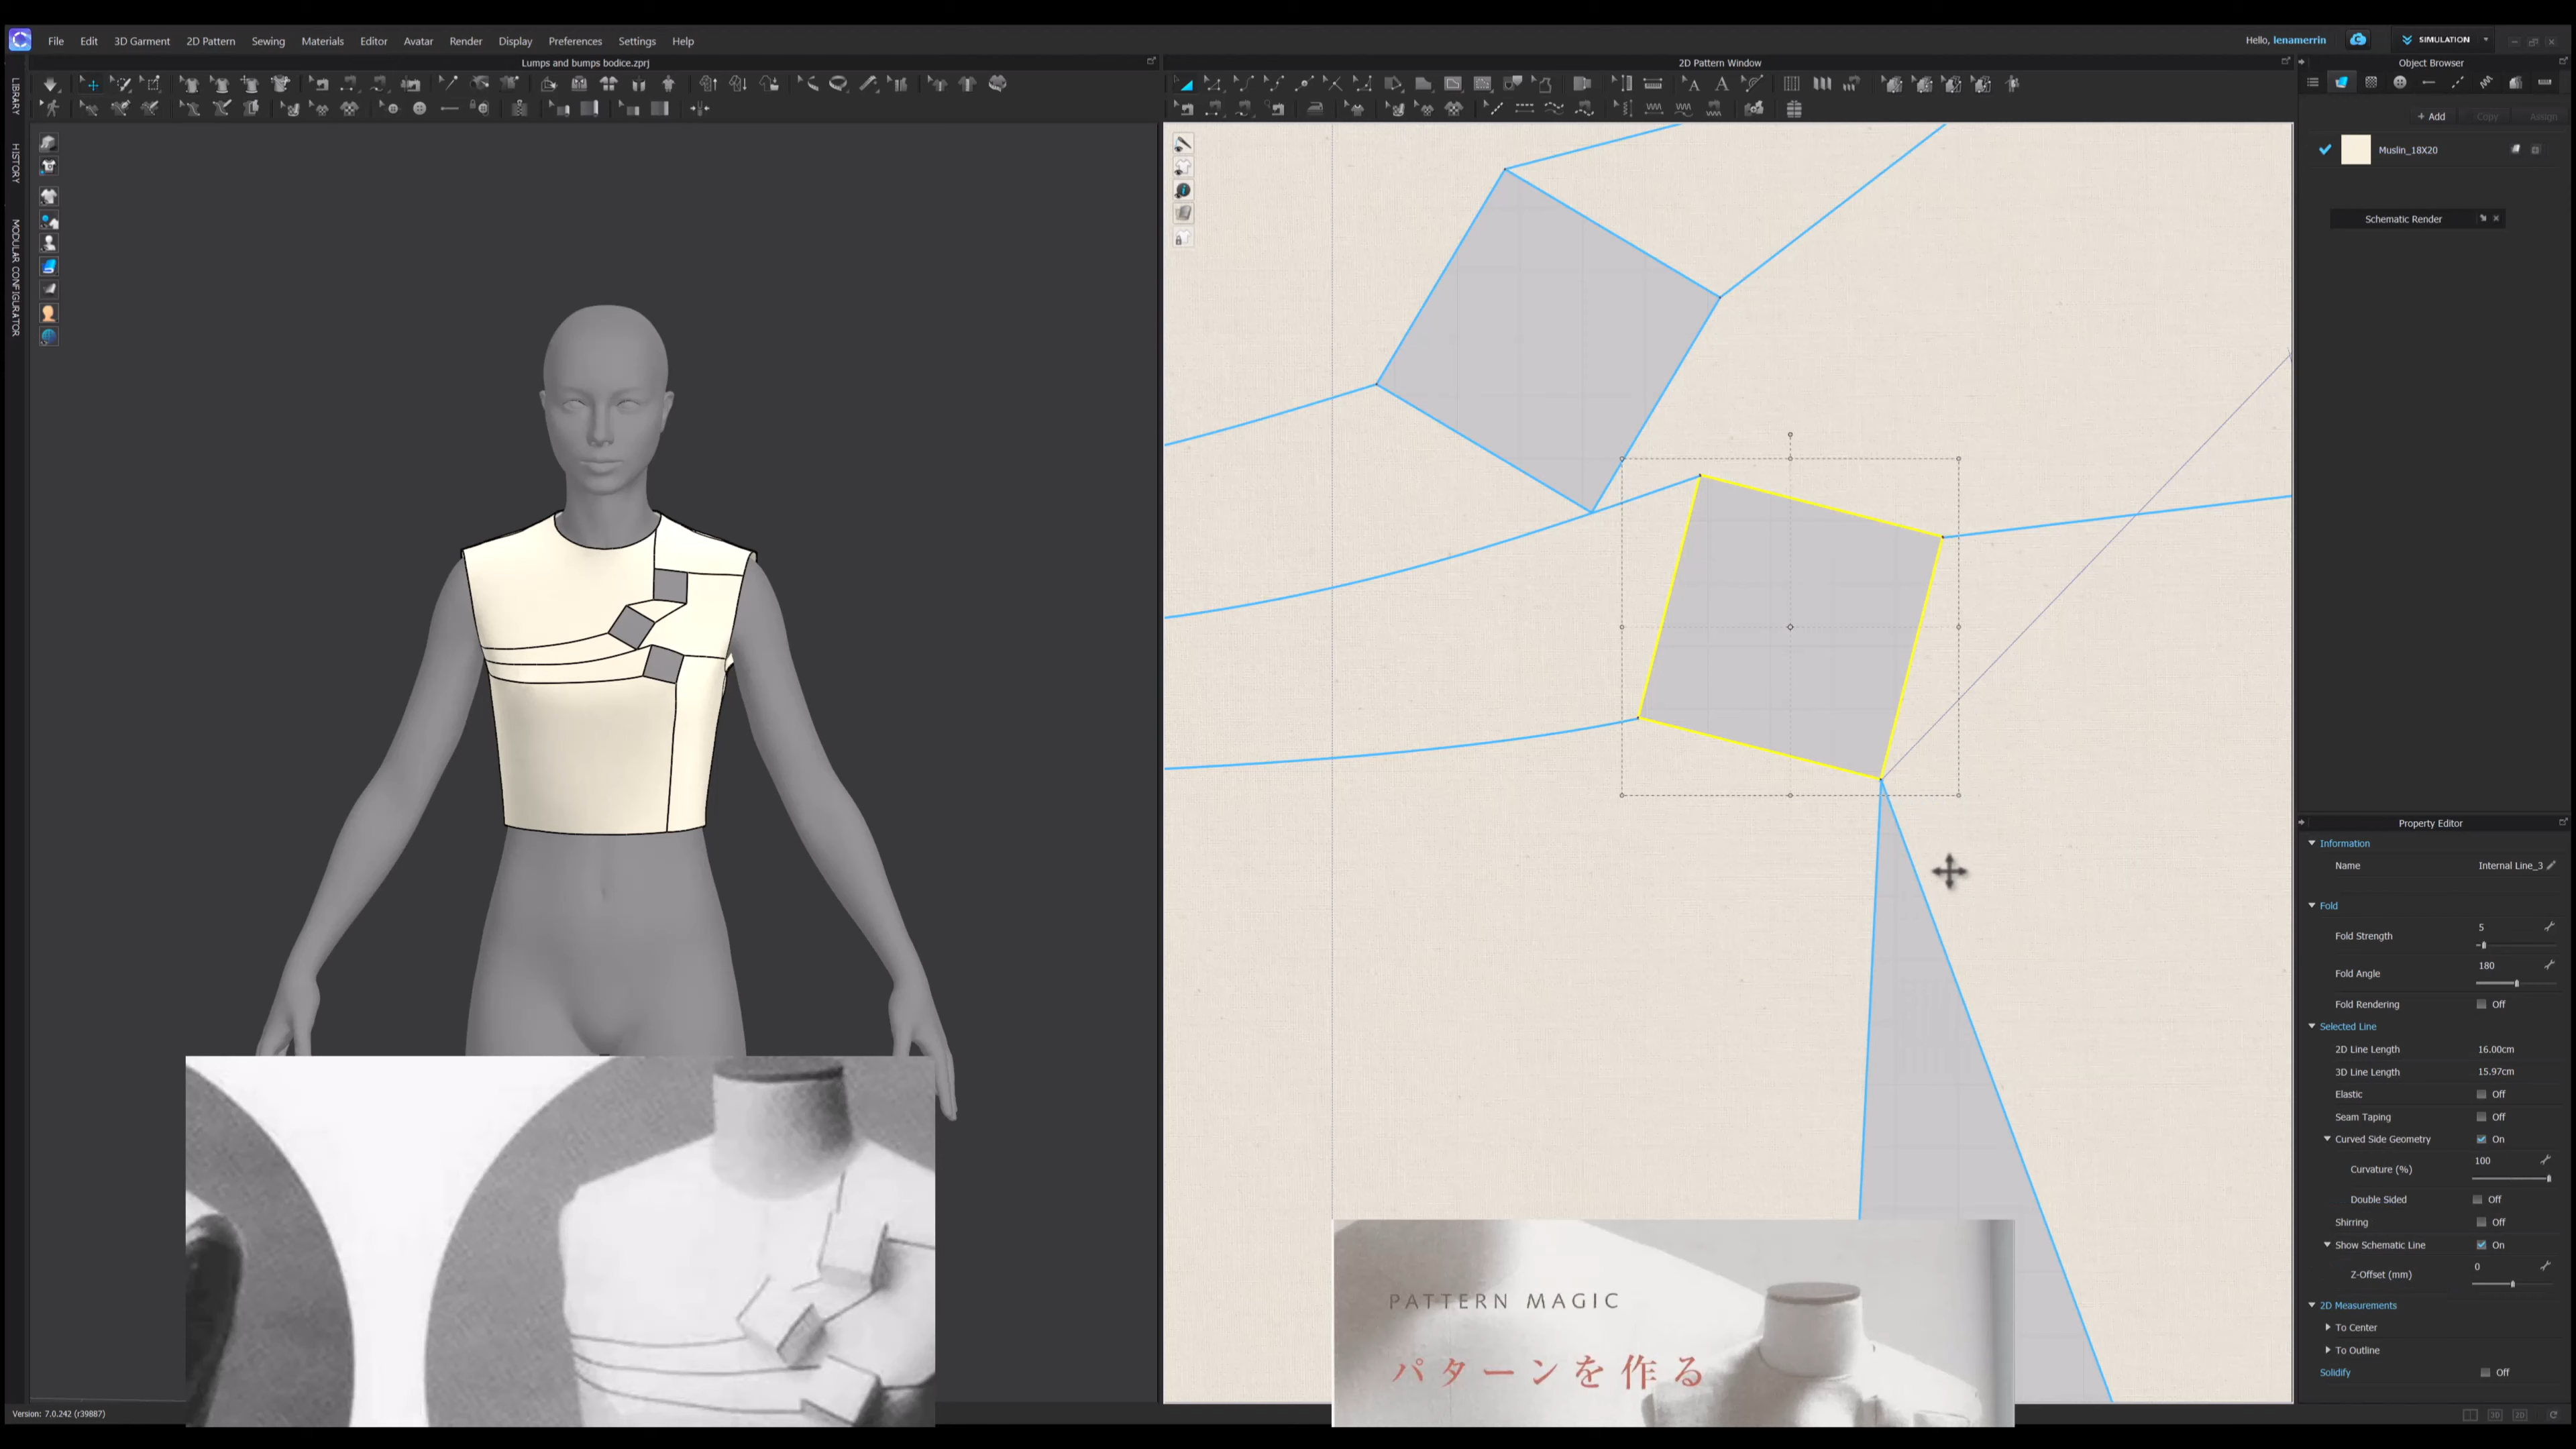 File Edit 3D Garment 2D Pattern Sewing Materials Editor Avatar Render Display Preferences Settings Help
Hello, lenamerrin
SIMULATION
Lumps and bumps bodice.zprj
2D Pattern Window
Object Browser
LIBRARY
HISTORY
MODULAR CONFIGURATOR
+ Add Copy Assign
Muslin_18X20
Schematic Render
Property Editor
Information
Name Internal Line_3
Fold
Fold Strength 5
Fold Angle 180
Fold Rendering Off
Selected Line
2D Line Length 16.00cm
3D Line Length 15.97cm
Elastic Off
Seam Taping Off
Curved Side Geometry On
Curvature (%) 100
Double Sided Off
Shirring Off
Show Schematic Line On
Z-Offset (mm) 0
2D Measurements
To Center
To Outline
Solidify Off
PATTERN MAGIC
パターンを作る
Version: 7.0.242 (r39887)
3D 2D